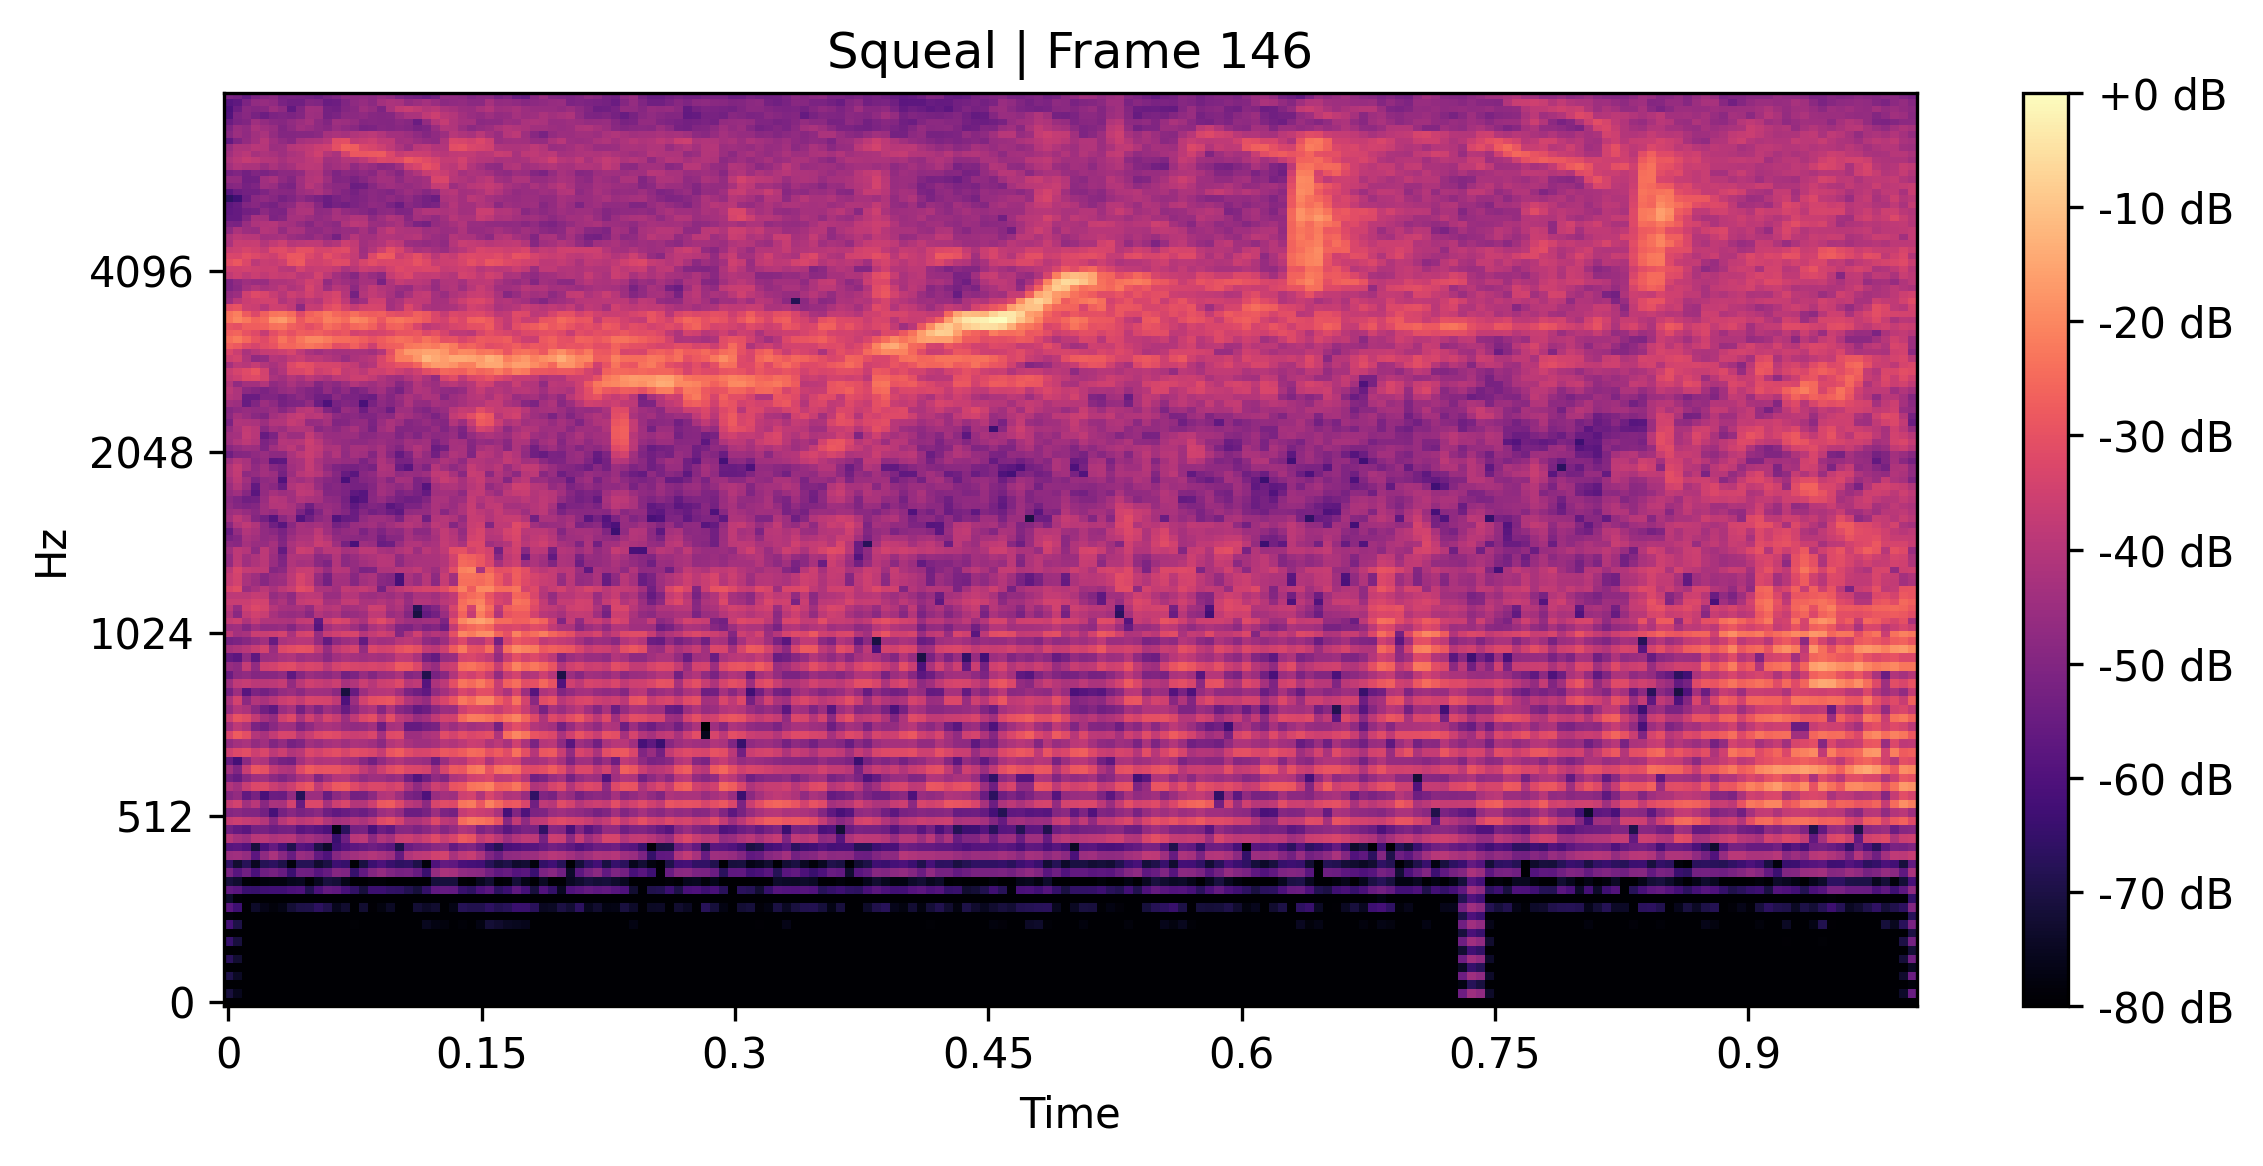 Squeal | Frame 146
Hz
4096
2048
1024
512
0
0 0.15 0.3 0.45 0.6 0.75 0.9
Time
+0 dB
-10 dB
-20 dB
-30 dB
-40 dB
-50 dB
-60 dB
-70 dB
-80 dB